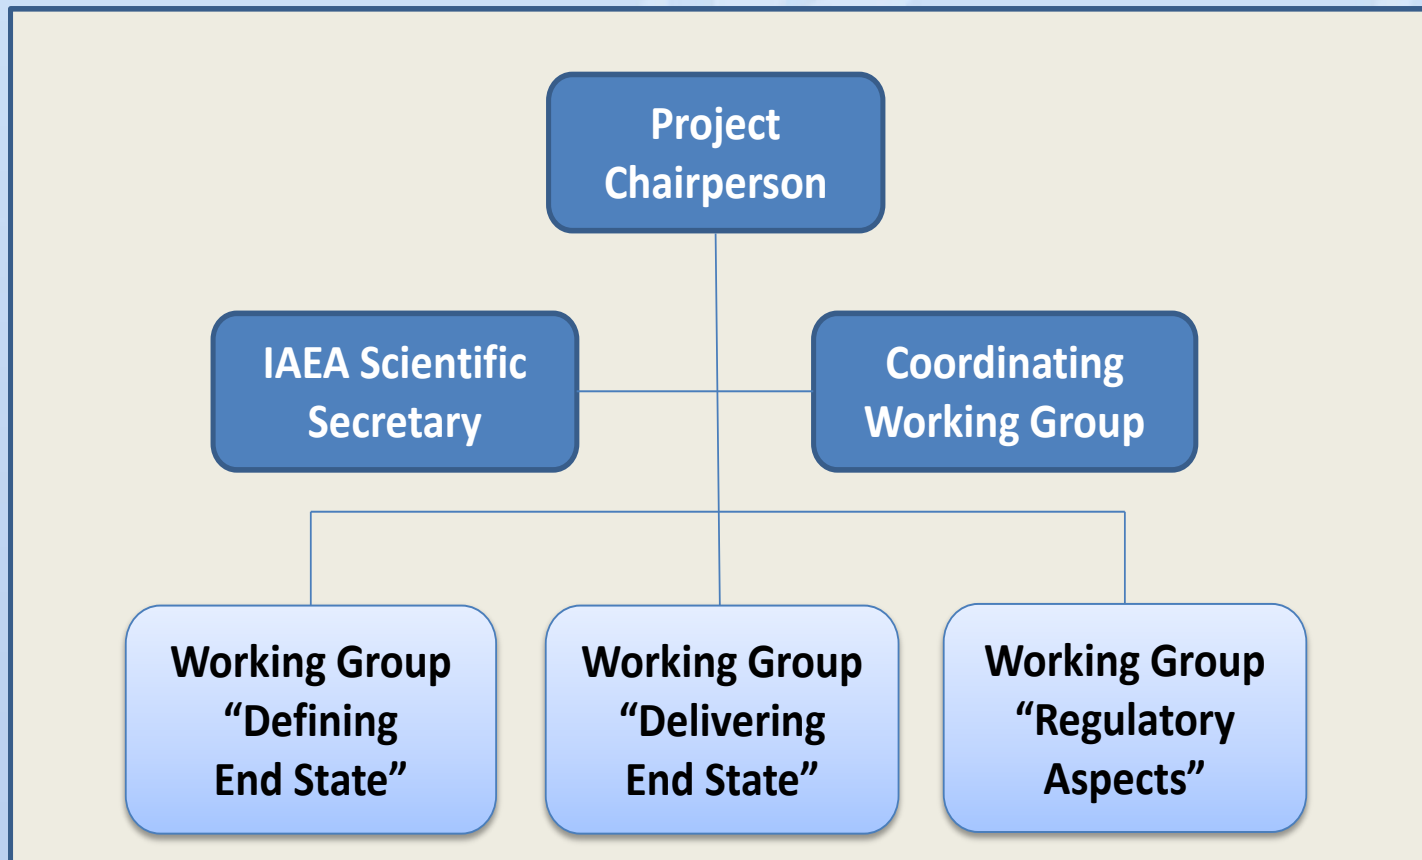 Project
Chairperson
IAEA Scientific
Secretary
Coordinating
Working Group
Working Group
“Defining
End State”
Working Group
“Delivering
End State”
Working Group
“Regulatory
Aspects”